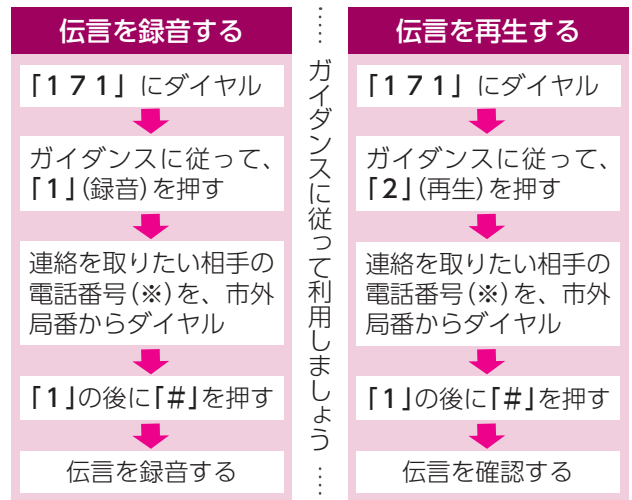 伝言を録音する
「171」にダイヤル
ガイダンスに従って、
「1」(録音)を押す
連絡を取りたい相手の
電話番号(※)を、市外
局番からダイヤル
「1」の後に「#」を押す
伝言を録音する
……ガイダンスに従って利用しましょう……
伝言を再生する
「171」にダイヤル
ガイダンスに従って、
「2」(再生)を押す
連絡を取りたい相手の
電話番号(※)を、市外
局番からダイヤル
「1」の後に「#」を押す
伝言を確認する